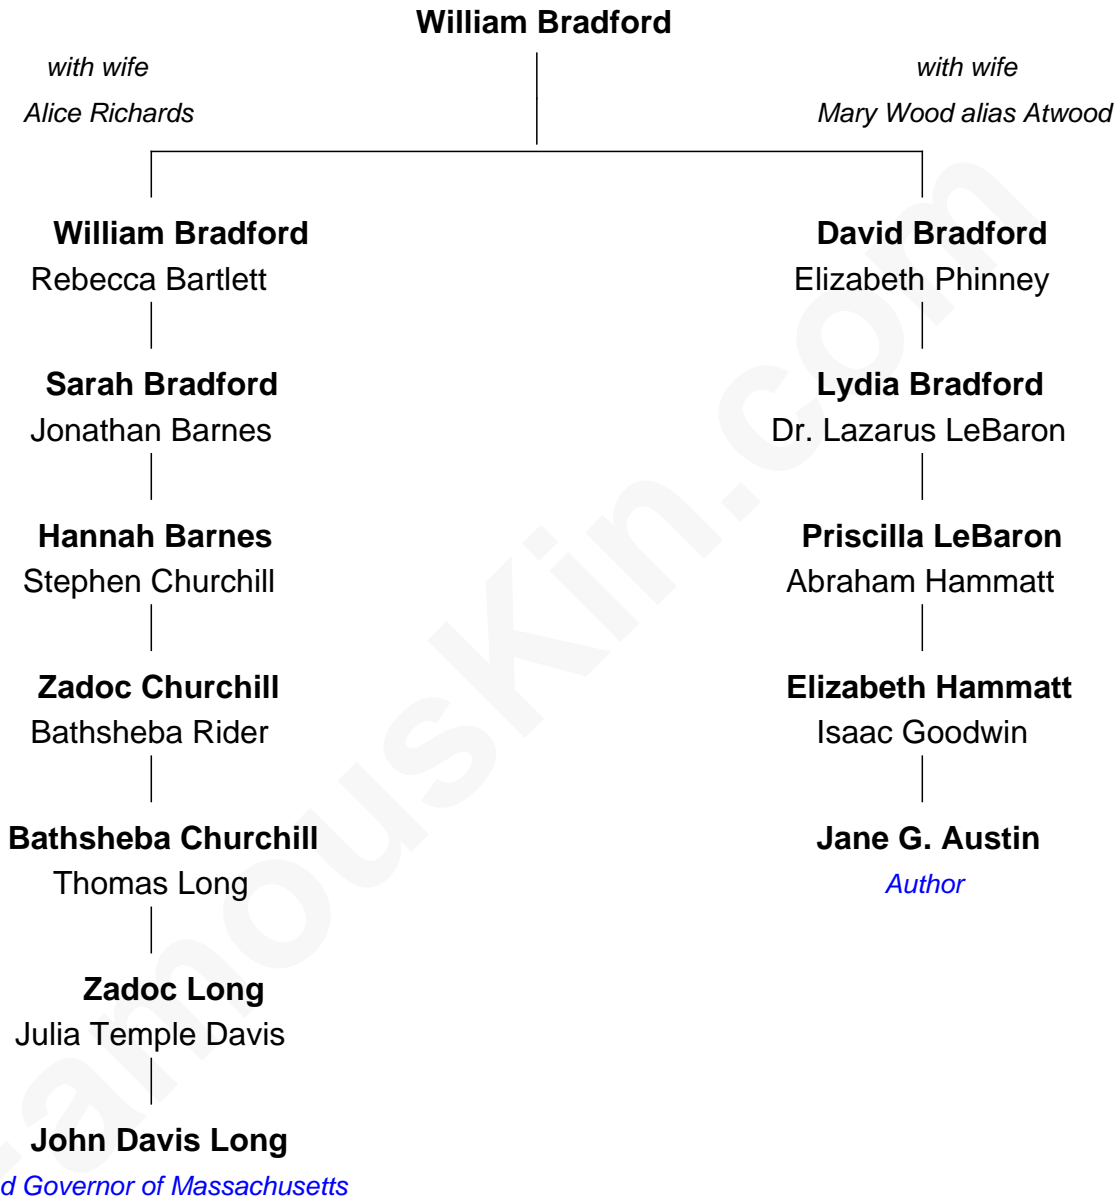 William Bradford
with wife
Alice Richards
with wife
Mary Wood alias Atwood
William Bradford
Rebecca Bartlett
David Bradford
Elizabeth Phinney
Sarah Bradford
Jonathan Barnes
Lydia Bradford
Dr. Lazarus LeBaron
Hannah Barnes
Stephen Churchill
Priscilla LeBaron
Abraham Hammatt
Zadoc Churchill
Bathsheba Rider
Elizabeth Hammatt
Isaac Goodwin
Bathsheba Churchill
Thomas Long
Jane G. Austin
Author
Zadoc Long
Julia Temple Davis
John Davis Long
d Governor of Massachusetts
FamousKin.com